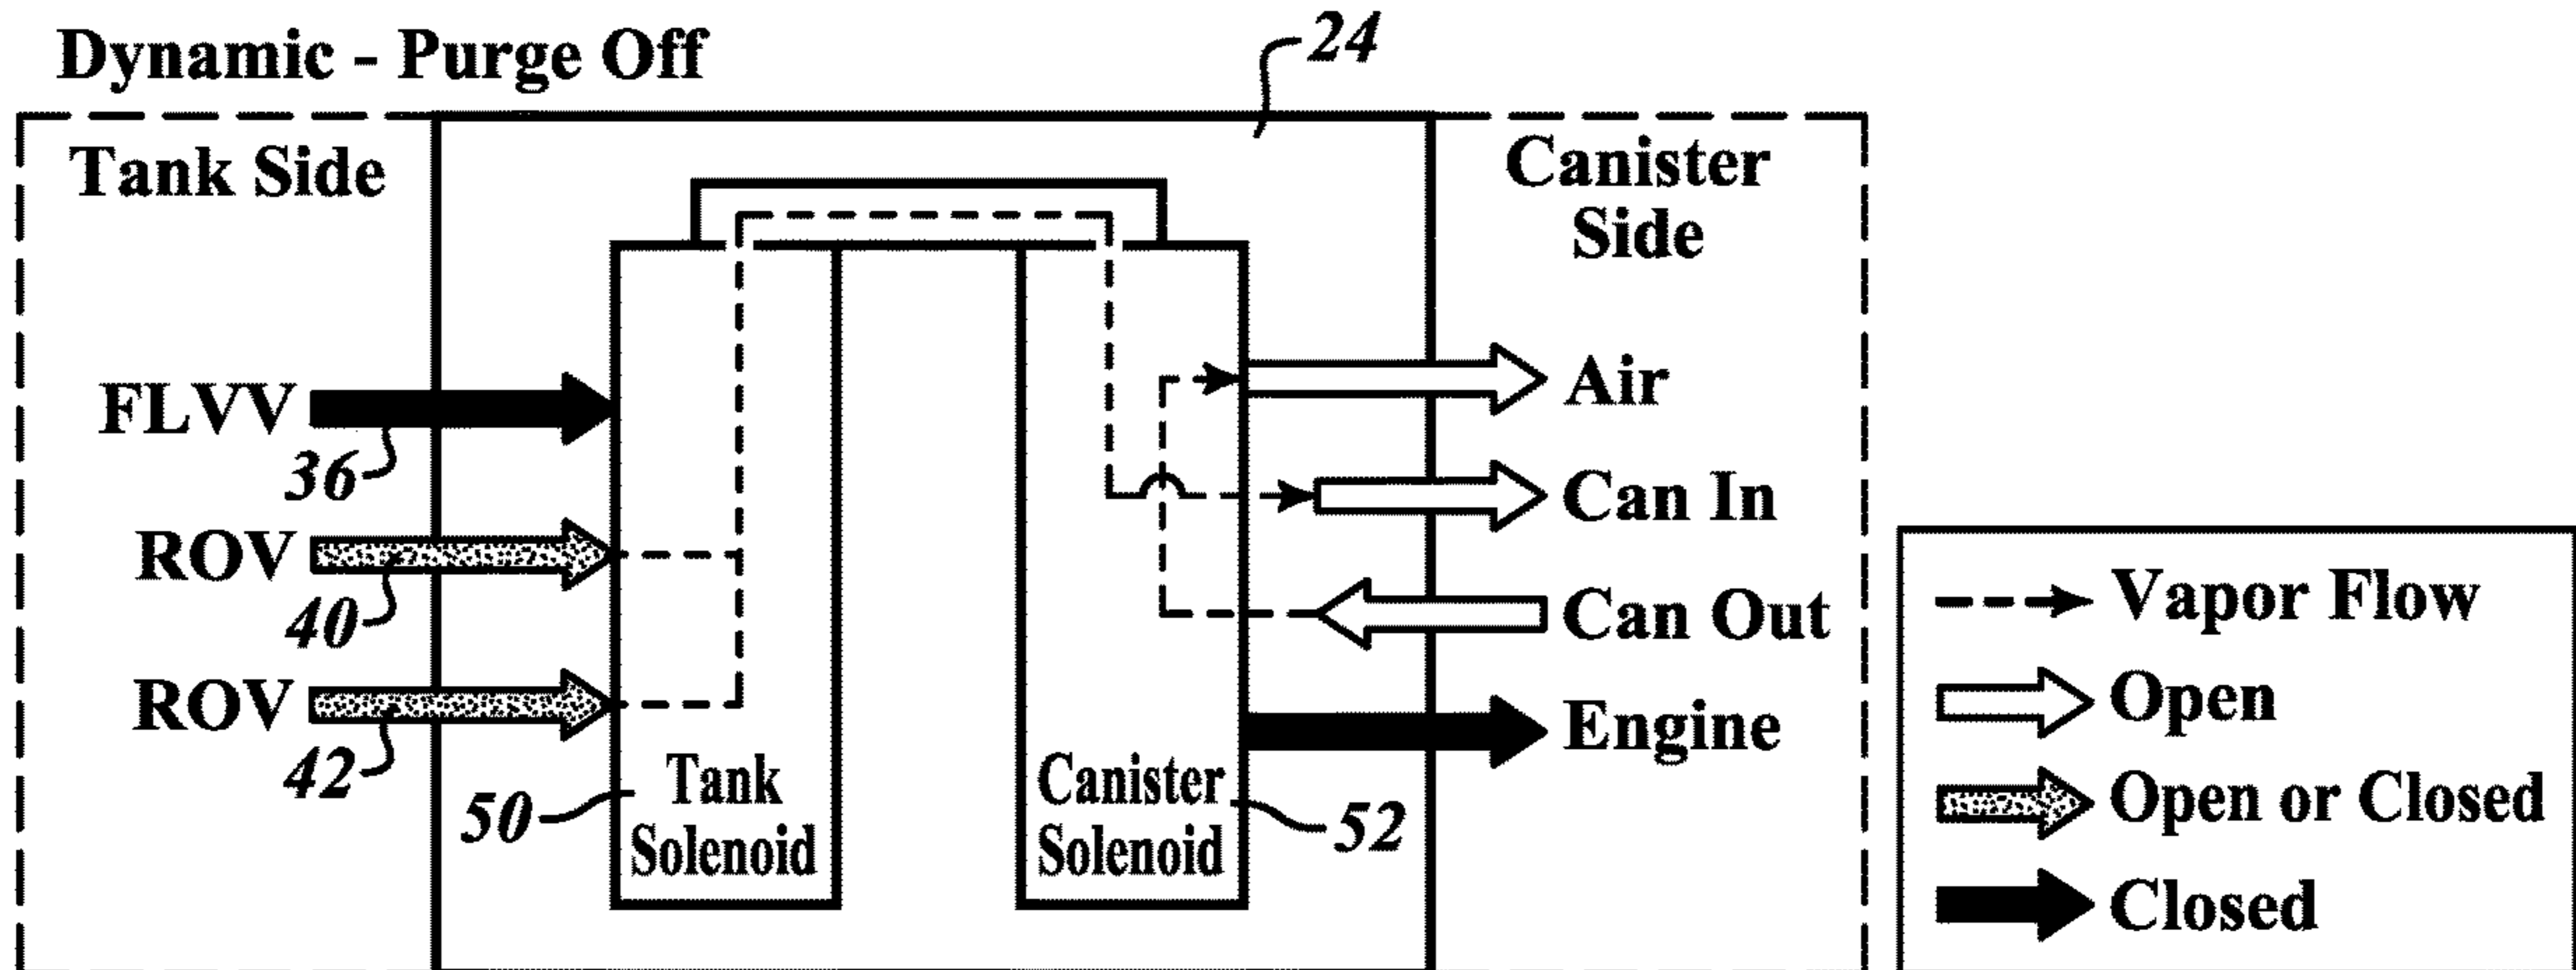 Dynamic - Purge Off
24
Tank Side
Canister
Side
FLVV
36
ROV
40
ROV
42
50
Tank
Solenoid
Canister
Solenoid
52
Air
Can In
Can Out
Engine
Vapor Flow
Open
Open or Closed
Closed